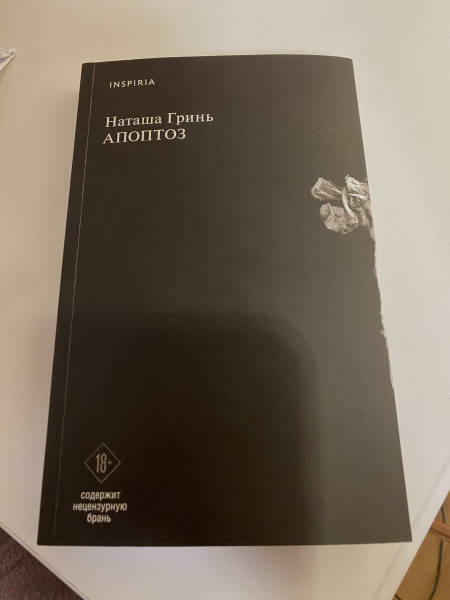 INSPIRIA
Наташа Гринь
АПОПТОЗ
18+
содержит
нецензурную
брань